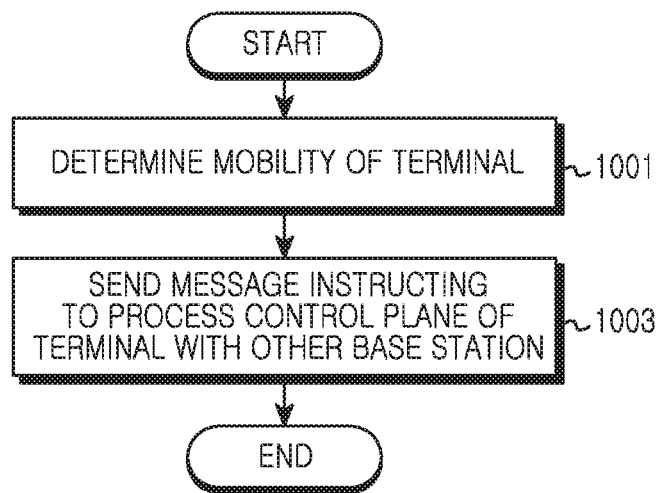 START
DETERMINE MOBILITY OF TERMINAL
1001
SEND MESSAGE INSTRUCTING
TO PROCESS CONTROL PLANE OF
TERMINAL WITH OTHER BASE STATION
1003
END